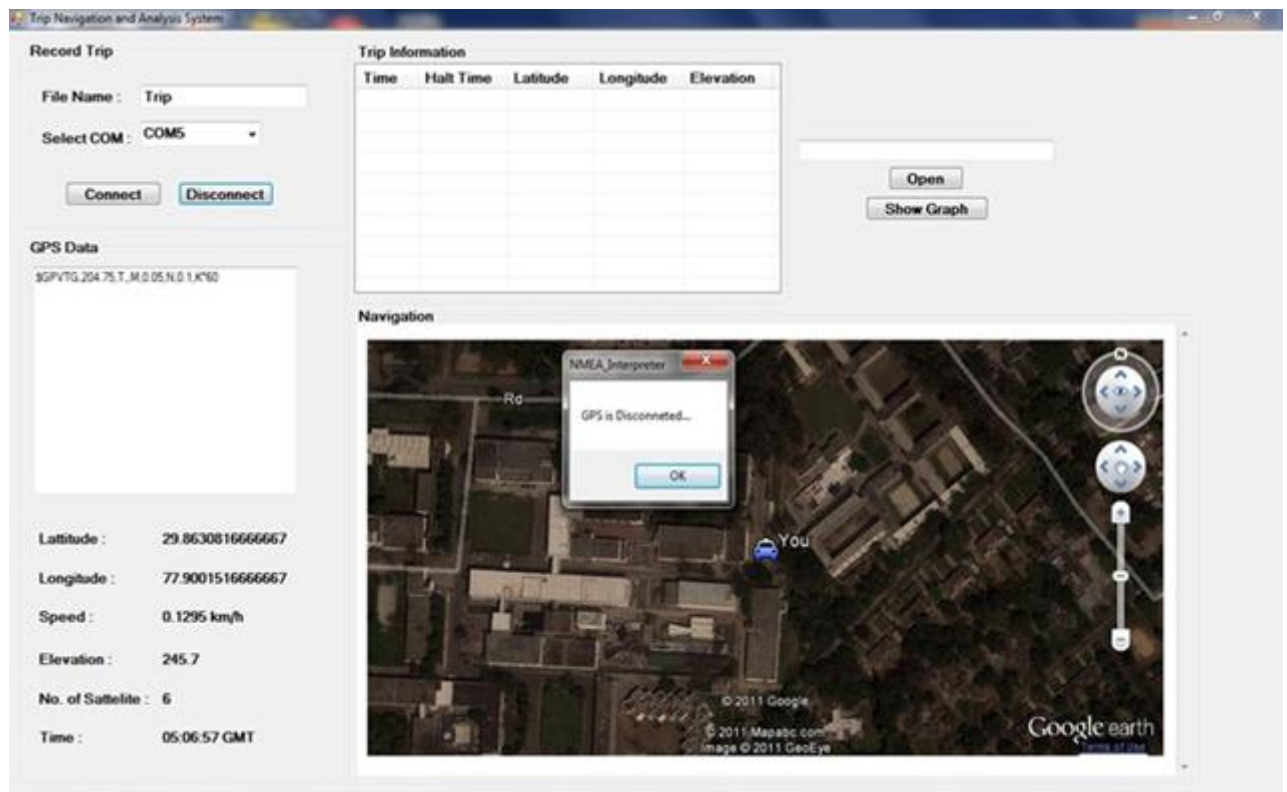 Trip Navigation and Analysis System
Record Trip
File Name : Trip
Select COM : COM5
Connect Disconnect
GPS Data
$GPVTG,204.75,T,,M,0.05,N,0.1,K*60
Lattitude : 29.8630816666667
Longitude : 77.9001516666667
Speed : 0.1295 km/h
Elevation : 245.7
No. of Sattelite : 6
Time : 05:06:57 GMT
Trip Information
Time Halt Time Latitude Longitude Elevation
Open
Show Graph
Navigation
NMEA_Interpreter
GPS is Disconneted...
OK
Rd
You
N
© 2011 Google
© 2011 Mapabc.com
Image © 2011 GeoEye
Google earth
Terms of Use